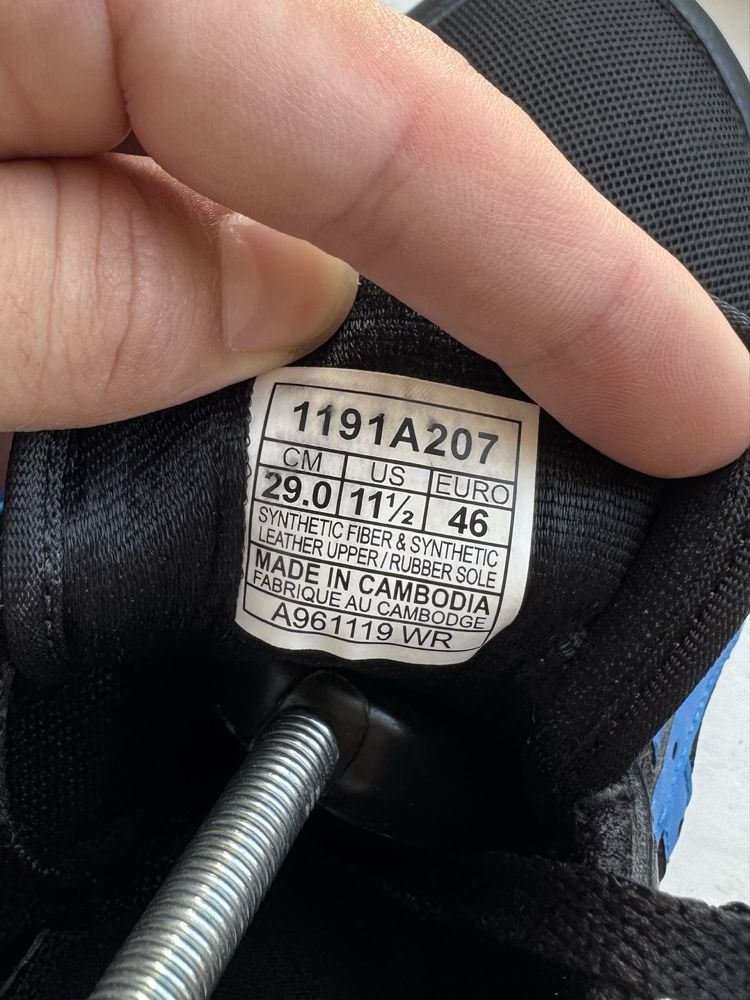 1191A207
CM US EURO
29.0 11½ 46
SYNTHETIC FIBER & SYNTHETIC
LEATHER UPPER / RUBBER SOLE
MADE IN CAMBODIA
FABRIQUE AU CAMBODGE
A961119 WR